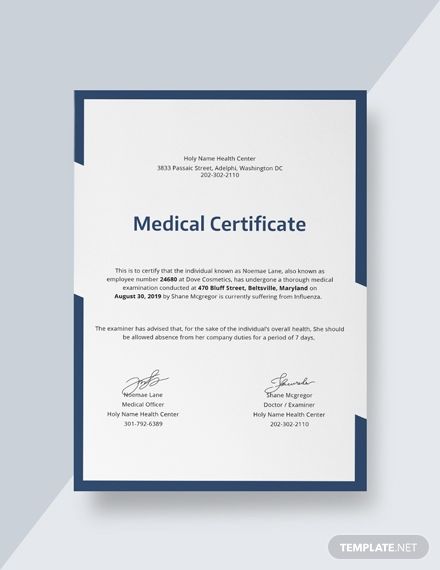 Holy Name Health Center
3833 Passaic Street, Adelphi, Washington DC
202-302-2110
Medical Certificate
This is to certify that the individual known as Noemae Lane, also known as
employee number 24680 at Dove Cosmetics, has undergone a thorough medical
examination conducted at 470 Bluff Street, Beltsville, Maryland on
August 30, 2019 by Shane Mcgregor is currently suffering from Influenza.
The examiner has advised that, for the sake of the individual's overall health, She should
be allowed absence from her company duties for a period of 7 days.
Noemae Lane
Medical Officer
Holy Name Health Center
301-792-6389
Shane Mcgregor
Doctor / Examiner
Holy Name Health Center
202-302-2110
TEMPLATE.NET